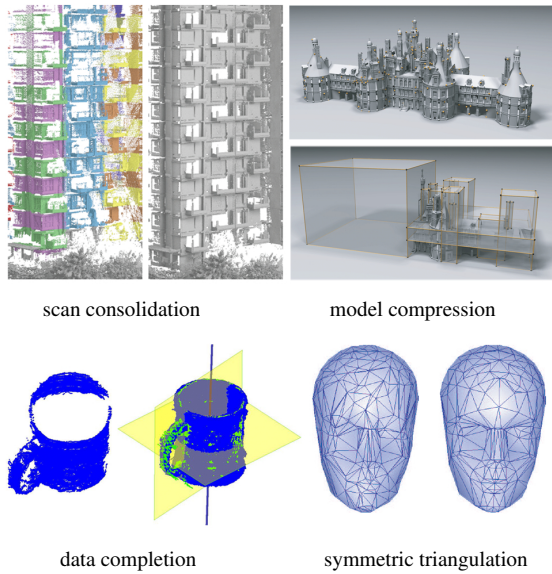 scan consolidation
model compression
data completion
symmetric triangulation